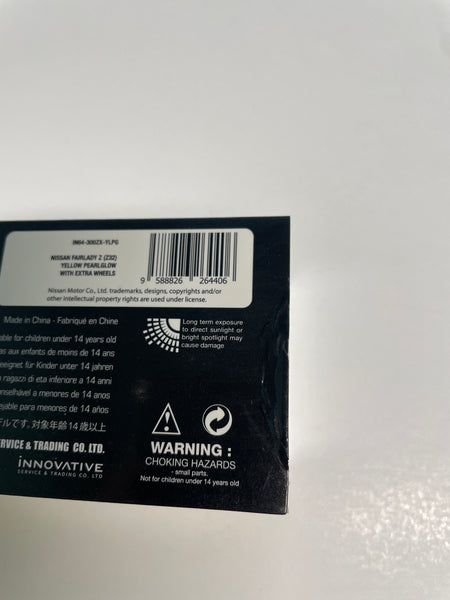 IN64-300ZX-YLPG
NISSAN FAIRLADY Z (Z32)
YELLOW PEARLGLOW
WITH EXTRA WHEELS
9 588826 264406
Nissan Motor Co., Ltd. trademarks, designs, copyrights and/or
other intellectual property rights are used under license.
Made in China - Fabriqué en Chine
Long term exposure
to direct sunlight or
bright spotlight may
cause damage
for children under 14 years old
aux enfants de moins de 14 ans
für Kinder unter 14 jahren
ragazzi di eta inferiore a 14 anni
a menores de 14 anos
para menores de 14 años
デルです。対象年齢14歳以上
SERVICE & TRADING CO. LTD.
INNOVATIVE
SERVICE & TRADING CO. LTD
WARNING :
CHOKING HAZARDS
- small parts.
Not for children under 14 years old